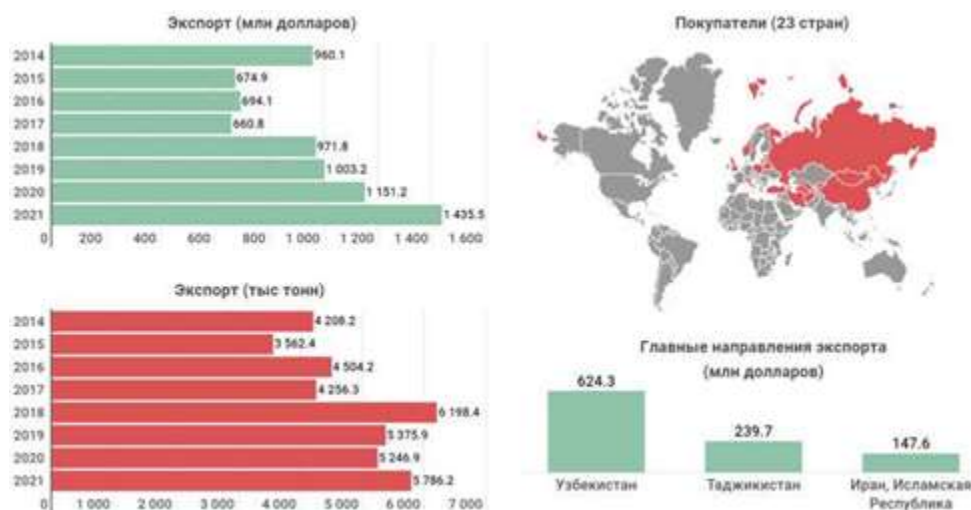 Экспорт (млн долларов)
2014 960.1
2015 674.9
2016 694.1
2017 660.8
2018 971.8
2019 1 003.2
2020 1 151.2
2021 1 435.5
0 200 400 600 800 1 000 1 200 1 400 1 600
Экспорт (тыс тонн)
2014 4 208.2
2015 3 562.4
2016 4 504.2
2017 4 256.3
2018 6 198.4
2019 5 375.9
2020 5 246.9
2021 5 786.2
0 1 000 2 000 3 000 4 000 5 000 6 000 7 000
Покупатели (23 стран)
Главные направления экспорта
(млн долларов)
624.3
239.7
147.6
Узбекистан
Таджикистан
Иран, Исламская
Республика